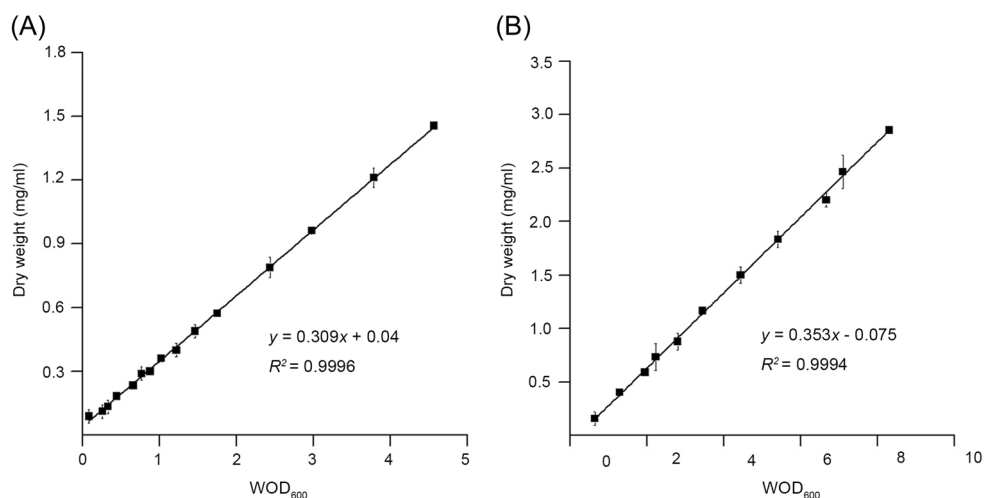 (A)
1.8
1.5
1.2
0.9
0.6
0.3
Dry weight (mg/ml)
y = 0.309x + 0.04
R² = 0.9996
0 1 2 3 4 5
WOD₆₀₀
(B)
3.5
3.0
2.5
2.0
1.5
1.0
0.5
Dry weight (mg/ml)
y = 0.353x - 0.075
R² = 0.9994
0 2 4 6 8 10
WOD₆₀₀